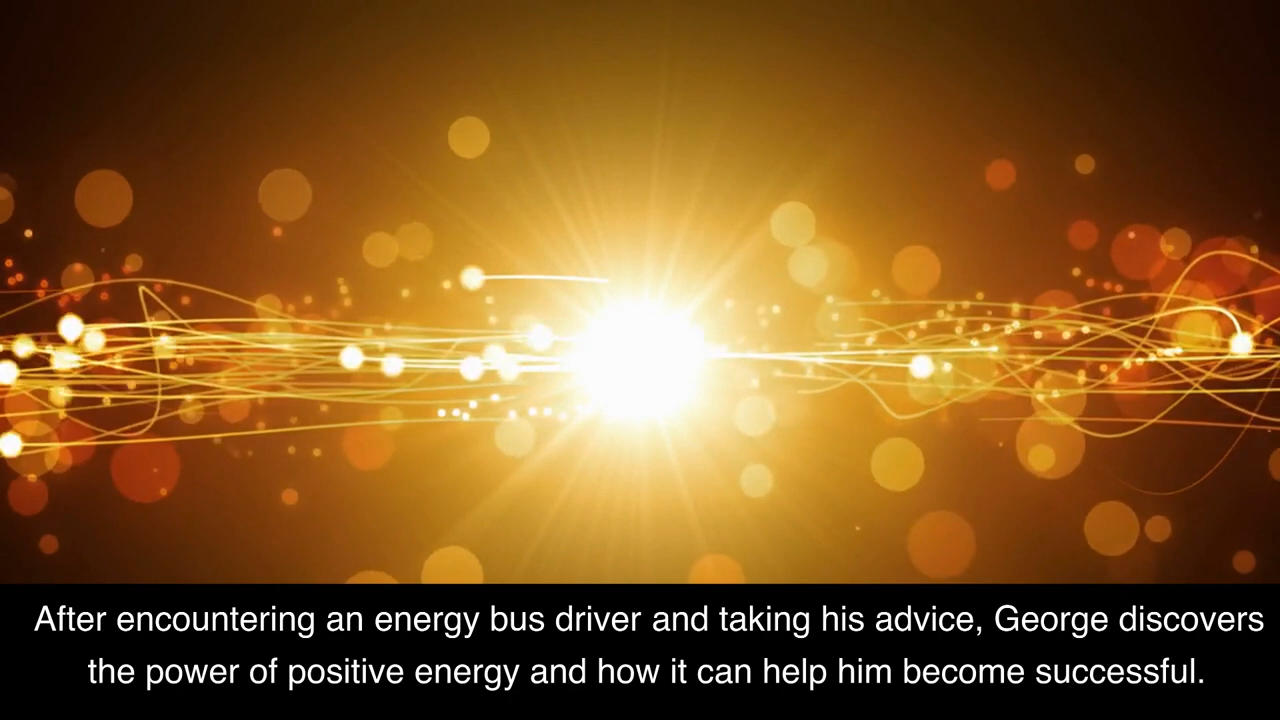 After encountering an energy bus driver and taking his advice, George discovers
the power of positive energy and how it can help him become successful.